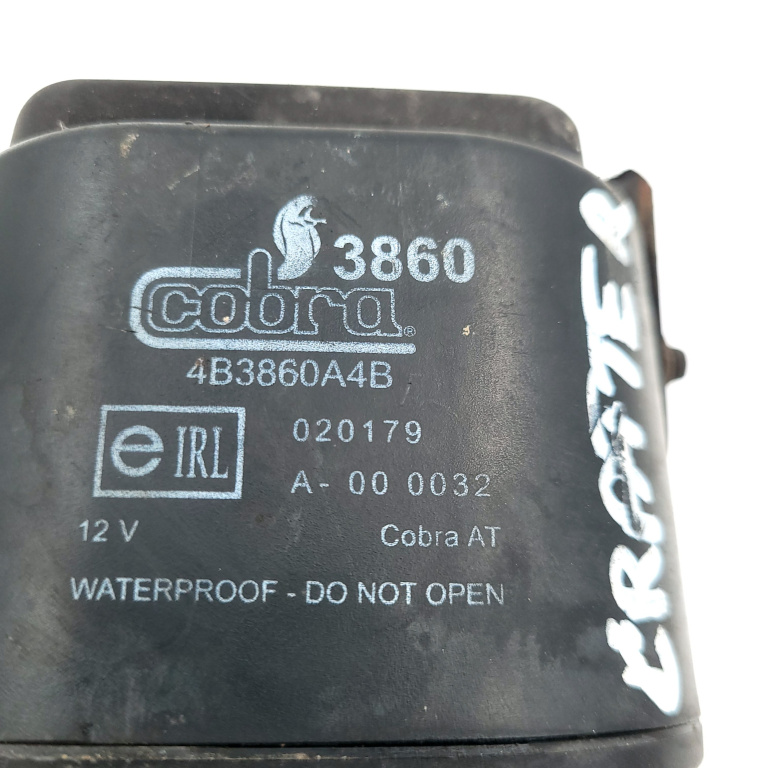 3860
cobra®
4B3860A4B
e IRL
020179
A- 00 0032
12 V
Cobra AT
WATERPROOF - DO NOT OPEN
CRAFTER